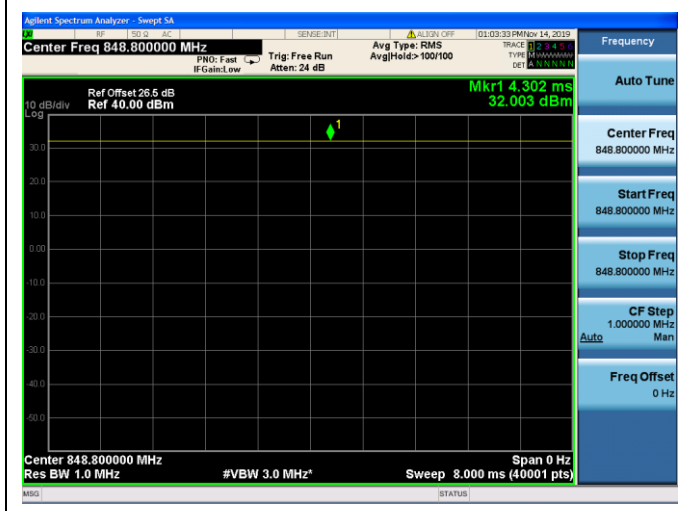 Agilent Spectrum Analyzer - Swept SA
RF 50 Ω AC SENSE:INT ALIGN OFF 01:03:33 PM Nov 14, 2019
Center Freq 848.800000 MHz
PNO: Fast
IFGain:Low
Trig: Free Run
Atten: 24 dB
Avg Type: RMS
Avg|Hold:>100/100
TRACE 1 2 3 4 5 6
TYPE M
DET A N N N N N
Frequency
Mkr1 4.302 ms
32.003 dBm
Ref Offset 26.5 dB
Ref 40.00 dBm
10 dB/div
Log
1
30.0
20.0
10.0
0.00
-10.0
-20.0
-30.0
-40.0
-50.0
Center 848.800000 MHz
Span 0 Hz
Res BW 1.0 MHz
#VBW 3.0 MHz*
Sweep 8.000 ms (40001 pts)
Auto Tune
Center Freq
848.800000 MHz
Start Freq
848.800000 MHz
Stop Freq
848.800000 MHz
CF Step
1.000000 MHz
Auto Man
Freq Offset
0 Hz
MSG
STATUS